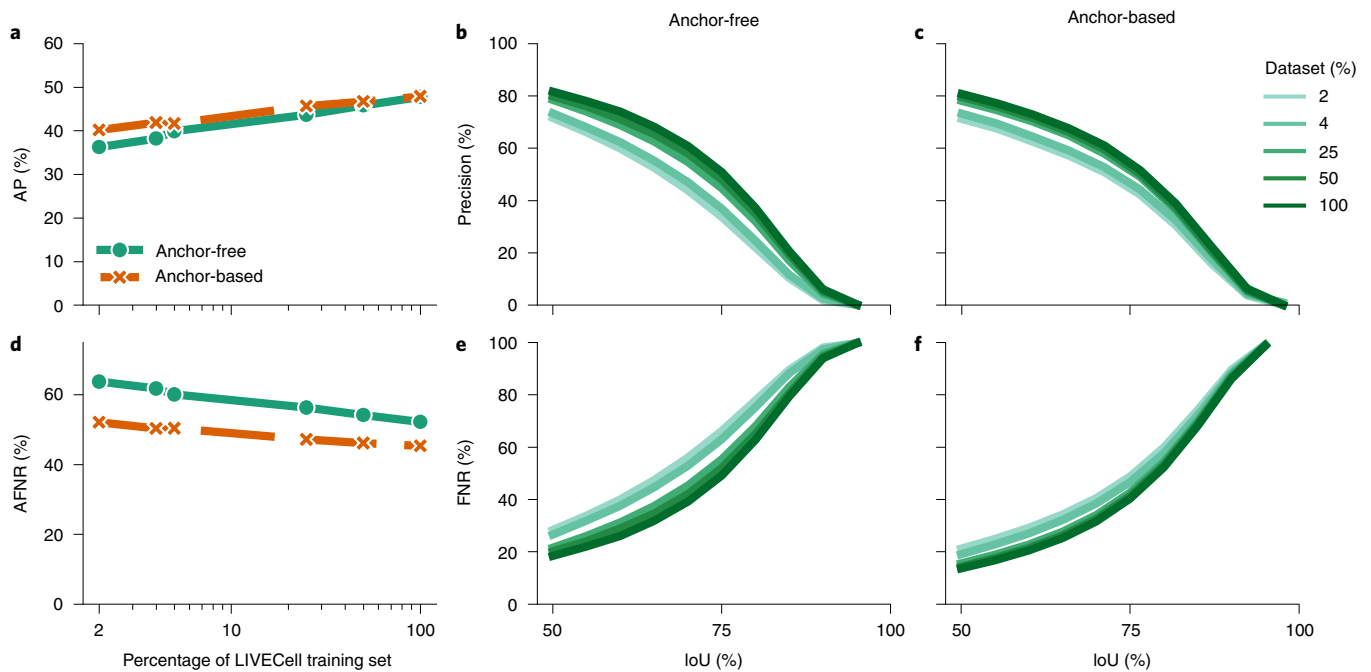 Anchor-free
Anchor-based
a
60
50
40
30
20
10
0
AP (%)
Anchor-free
Anchor-based
b
100
80
60
40
20
0
Precision (%)
c
Dataset (%)
2
4
25
50
100
d
60
40
20
0
AFNR (%)
2
10
100
Percentage of LIVECell training set
e
100
80
60
40
20
0
FNR (%)
50
75
100
IoU (%)
f
50
75
100
IoU (%)